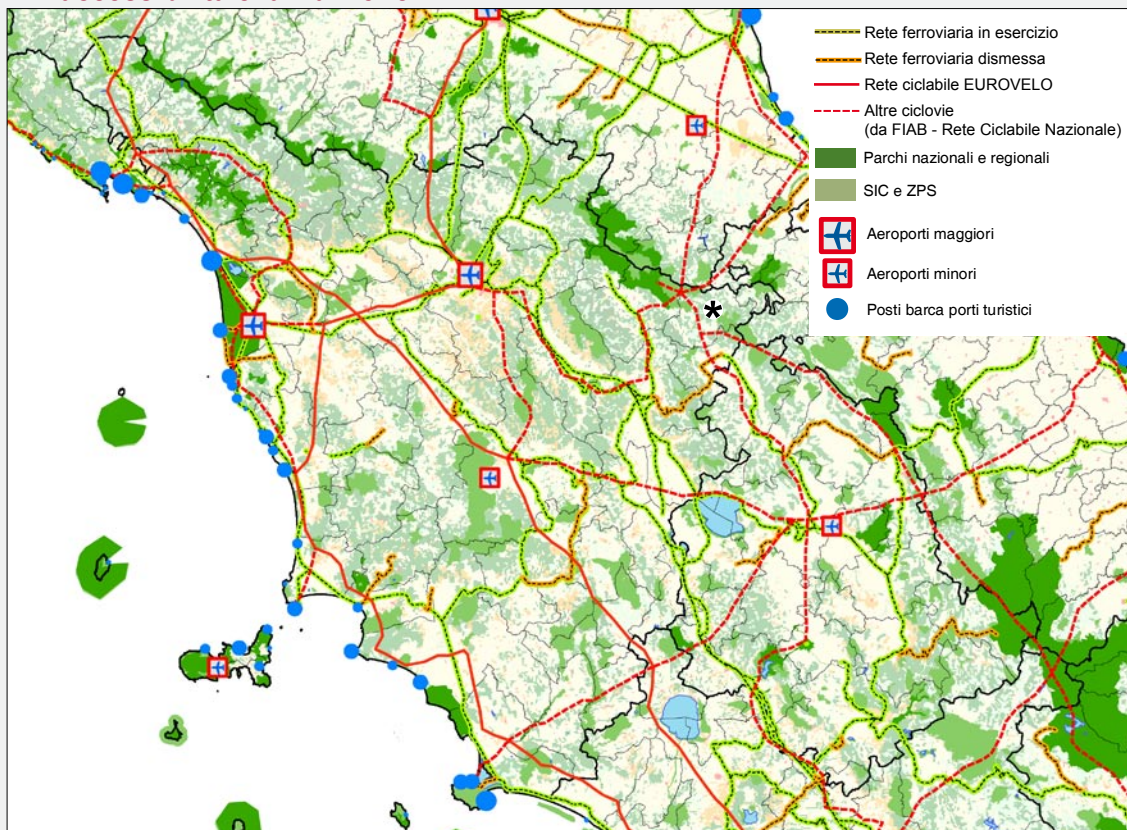 Rete ferroviaria in esercizio
Rete ferroviaria dismessa
Rete ciclabile EUROVELO
Altre ciclovie
(da FIAB - Rete Ciclabile Nazionale)
Parchi nazionali e regionali
SIC e ZPS
Aeroporti maggiori
Aeroporti minori
Posti barca porti turistici
*